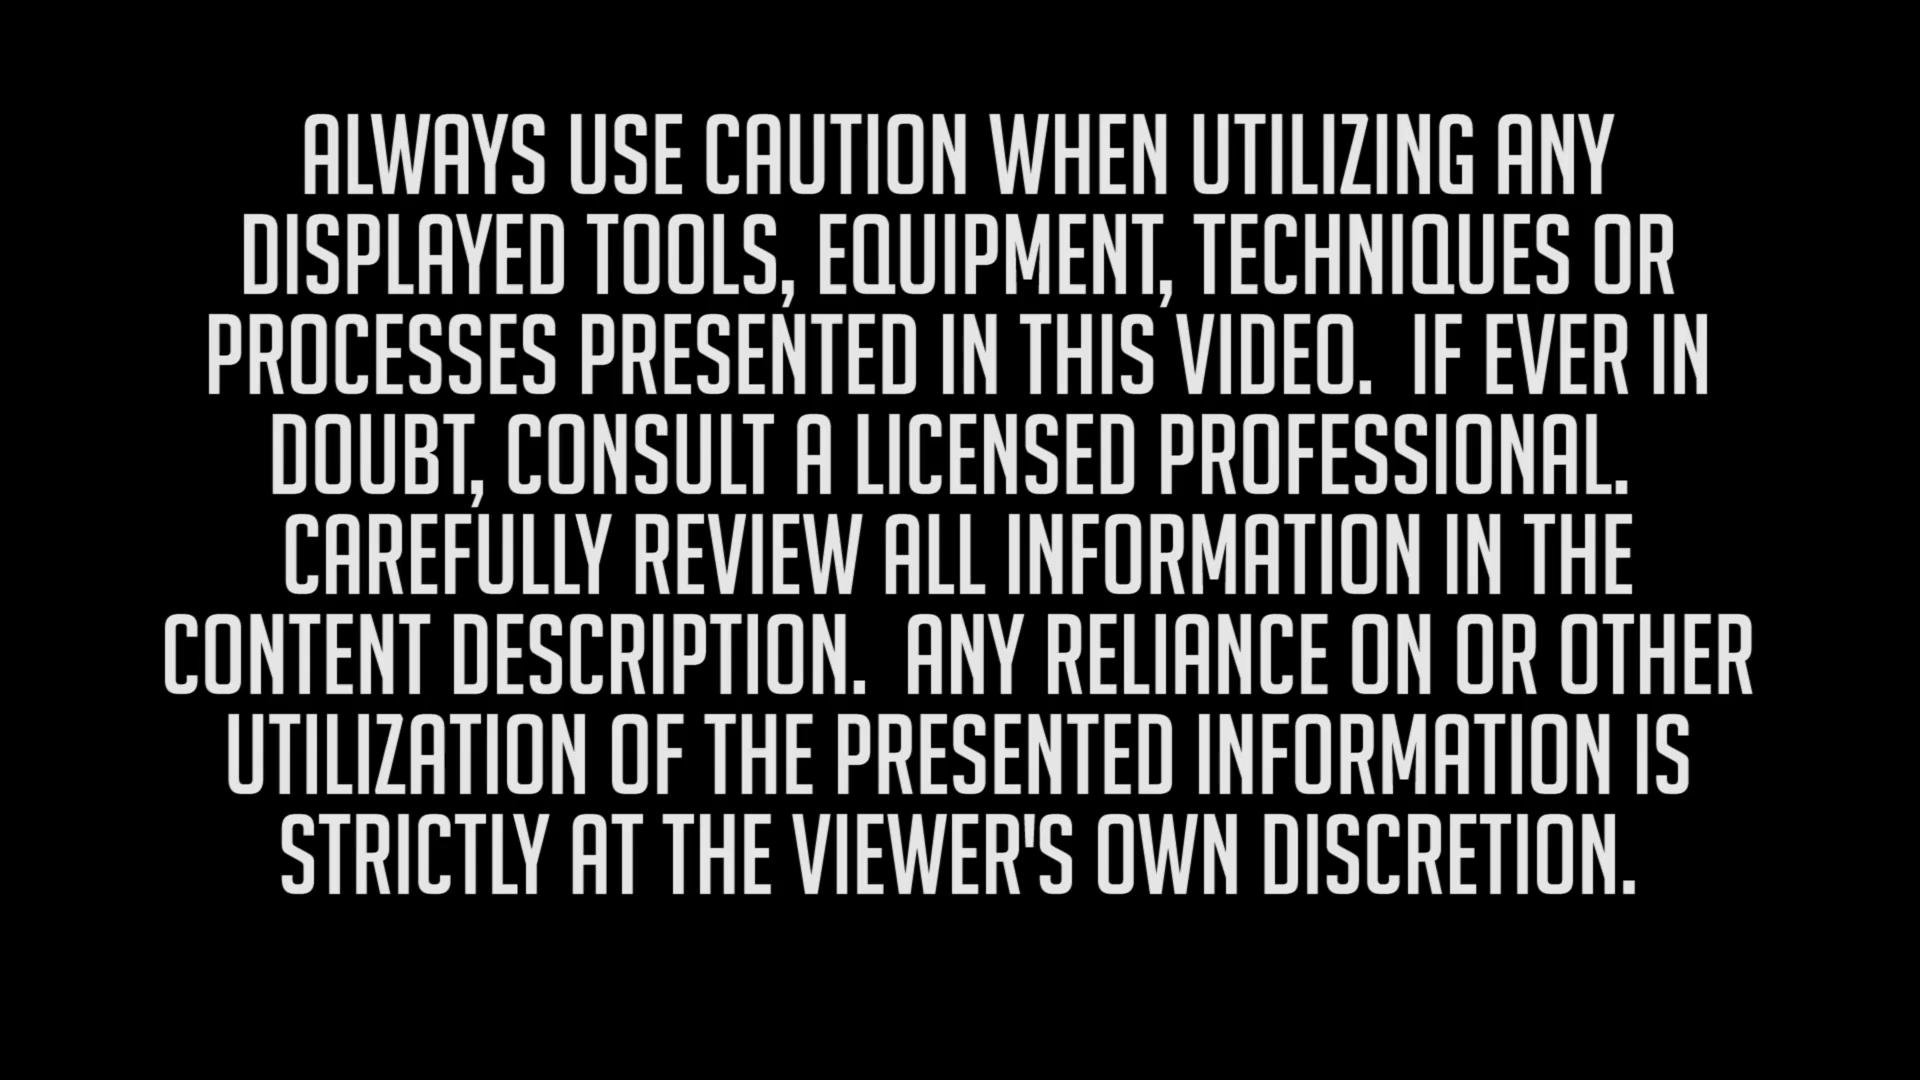 ALWAYS USE CAUTION WHEN UTILIZING ANY
DISPLAYED TOOLS, EQUIPMENT, TECHNIQUES OR
PROCESSES PRESENTED IN THIS VIDEO.  IF EVER IN
DOUBT, CONSULT A LICENSED PROFESSIONAL.
CAREFULLY REVIEW ALL INFORMATION IN THE
CONTENT DESCRIPTION.  ANY RELIANCE ON OR OTHER
UTILIZATION OF THE PRESENTED INFORMATION IS
STRICTLY AT THE VIEWER'S OWN DISCRETION.